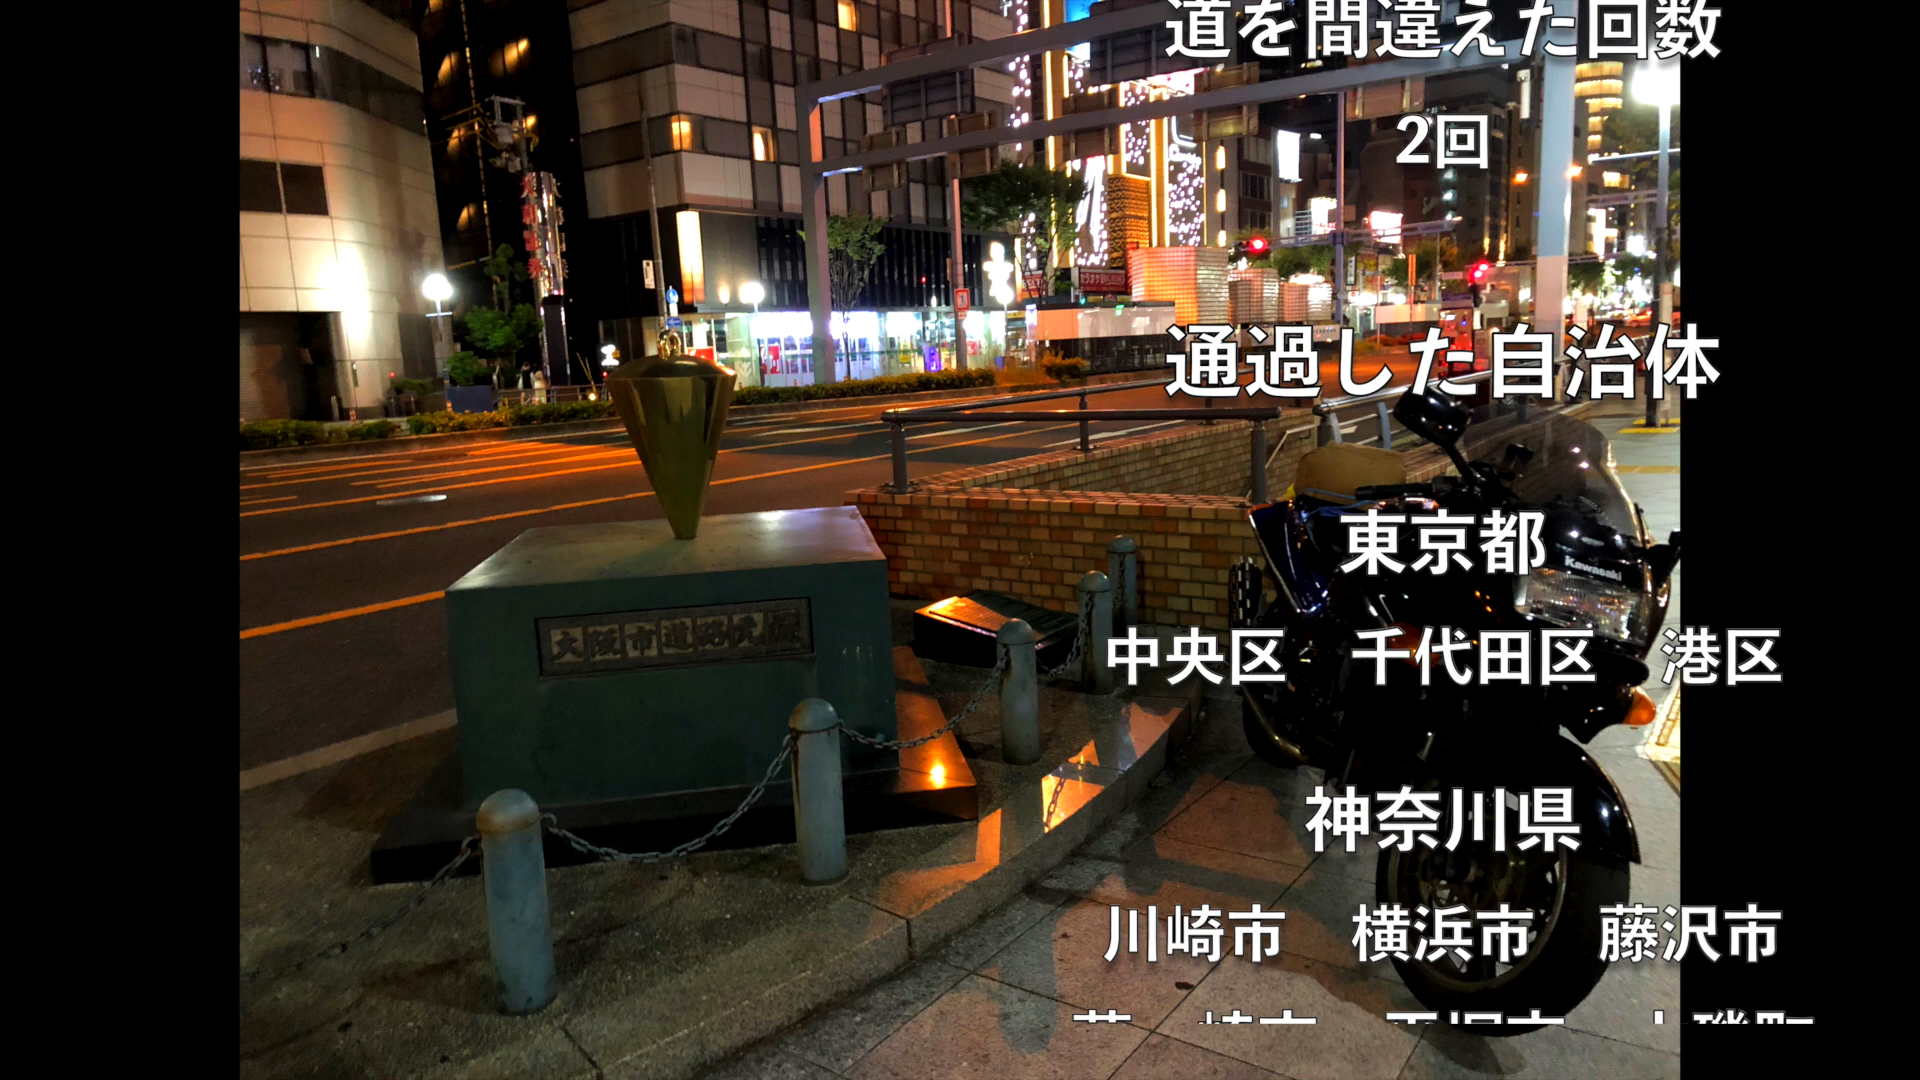 道を間違えた回数
2回
通過した自治体
東京都
Kawasaki
中央区 千代田区 港区
大阪市道路元標
神奈川県
川崎市 横浜市 藤沢市